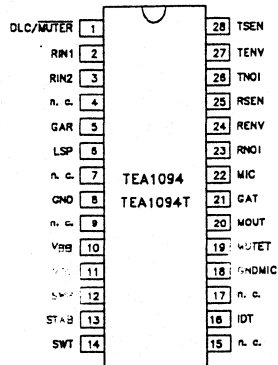 DLC/MUTER 1 28 TSEN
RIN1 2 27 TENV
RIN2 3 26 TNOI
n. c. 4 25 RSEN
GAR 5 24 RENV
LSP 6 23 RNOI
n. c. 7 22 MIC
TEA1094
GND 8 21 GAT
TEA1094T
n. c. 9 20 MOUT
VBB 10 19 MUTET
11 18 GNDMIC
12 17 n. c.
STAB 13 16 IDT
SWT 14 15 n. c.